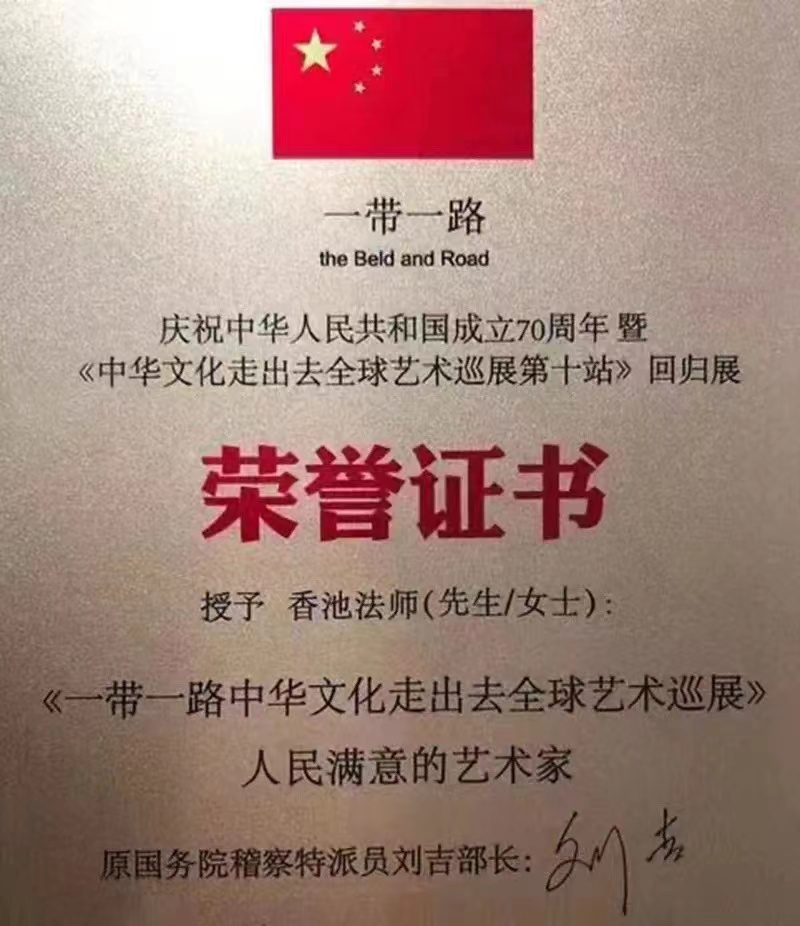 一带一路
the Beld and Road
庆祝中华人民共和国成立70周年 暨
《中华文化走出去全球艺术巡展第十站》回归展
荣誉证书
授予 香池法师(先生/女士):
《一带一路中华文化走出去全球艺术巡展》
人民满意的艺术家
原国务院稽察特派员刘吉部长: 刘吉